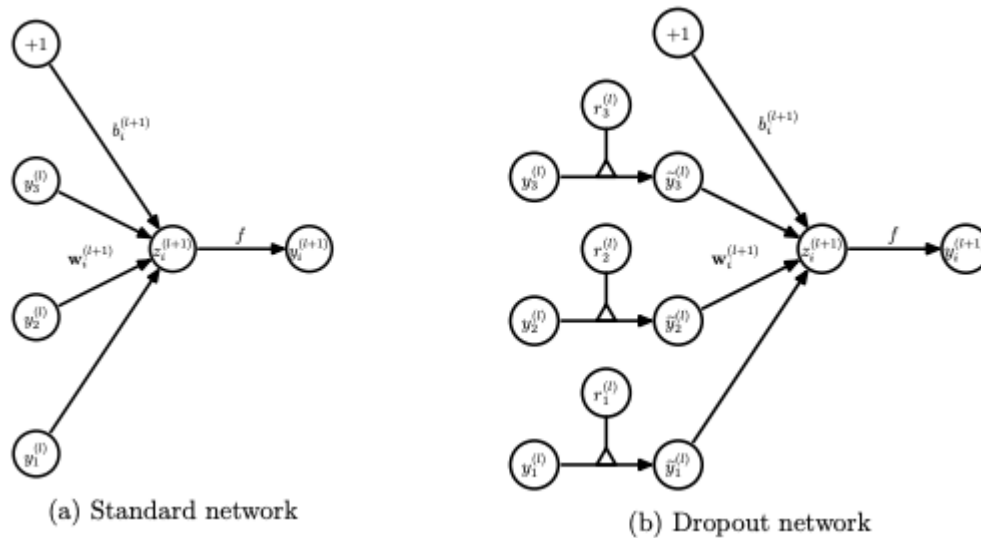 +1
b_i^{(l+1)}
y_3^{(l)}
w_i^{(l+1)}
z_i^{(l+1)}
f
y_i^{(l+1)}
y_2^{(l)}
y_1^{(l)}
(a) Standard network
+1
b_i^{(l+1)}
r_3^{(l)}
y_3^{(l)}
ỹ_3^{(l)}
r_2^{(l)}
w_i^{(l+1)}
z_i^{(l+1)}
f
y_i^{(l+1)}
y_2^{(l)}
ỹ_2^{(l)}
r_1^{(l)}
y_1^{(l)}
ỹ_1^{(l)}
(b) Dropout network